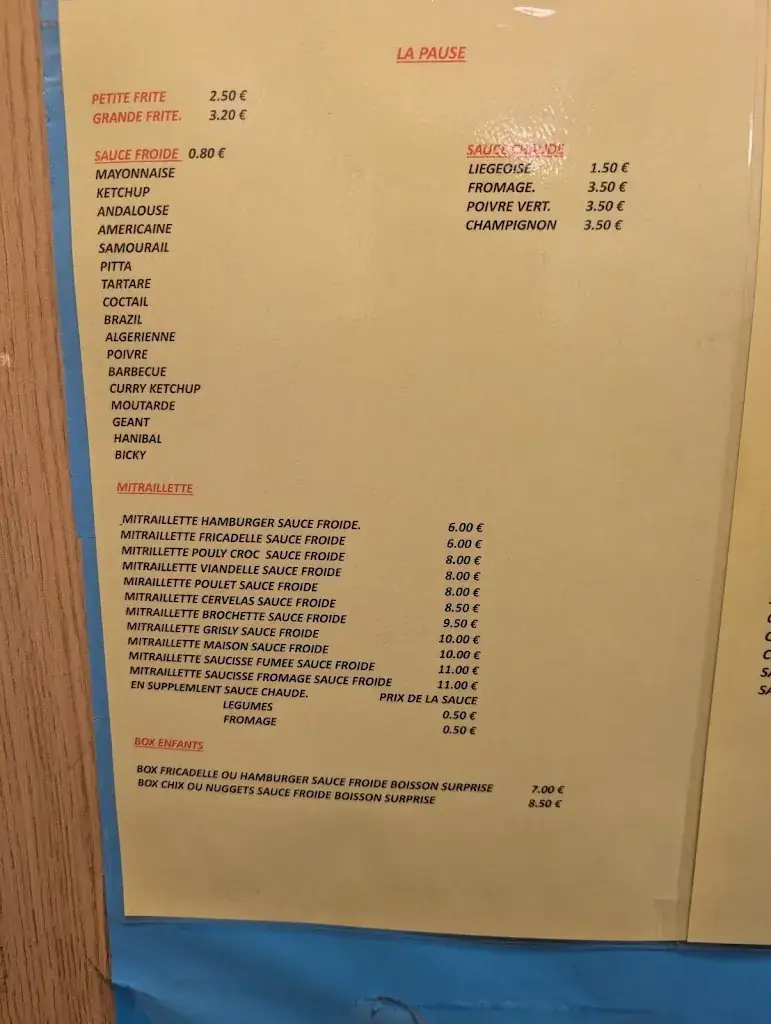 LA PAUSE
PETITE FRITE 2.50 €
GRANDE FRITE. 3.20 €
SAUCE FROIDE 0.80 €
MAYONNAISE
KETCHUP
ANDALOUSE
AMERICAINE
SAMOURAIL
PITTA
TARTARE
COCTAIL
BRAZIL
ALGERIENNE
POIVRE
BARBECUE
CURRY KETCHUP
MOUTARDE
GEANT
HANIBAL
BICKY
SAUCE CHAUDE
LIEGEOISE 1.50 €
FROMAGE. 3.50 €
POIVRE VERT. 3.50 €
CHAMPIGNON 3.50 €
MITRAILLETTE
MITRAILLETTE HAMBURGER SAUCE FROIDE. 6.00 €
MITRAILLETTE FRICADELLE SAUCE FROIDE 6.00 €
MITRILLETTE POULY CROC SAUCE FROIDE 8.00 €
MITRAILLETTE VIANDELLE SAUCE FROIDE 8.00 €
MIRAILLETTE POULET SAUCE FROIDE 8.00 €
MITRAILLETTE CERVELAS SAUCE FROIDE 8.50 €
MITRAILLETTE BROCHETTE SAUCE FROIDE 9.50 €
MITRAILLETTE GRISLY SAUCE FROIDE 10.00 €
MITRAILLETTE MAISON SAUCE FROIDE 10.00 €
MITRAILLETTE SAUCISSE FUMEE SAUCE FROIDE 11.00 €
MITRAILLETTE SAUCISSE FROMAGE SAUCE FROIDE 11.00 €
EN SUPPLEMENT SAUCE CHAUDE. PRIX DE LA SAUCE
LEGUMES 0.50 €
FROMAGE 0.50 €
BOX ENFANTS
BOX FRICADELLE OU HAMBURGER SAUCE FROIDE BOISSON SURPRISE 7.00 €
BOX CHIX OU NUGGETS SAUCE FROIDE BOISSON SURPRISE 8.50 €